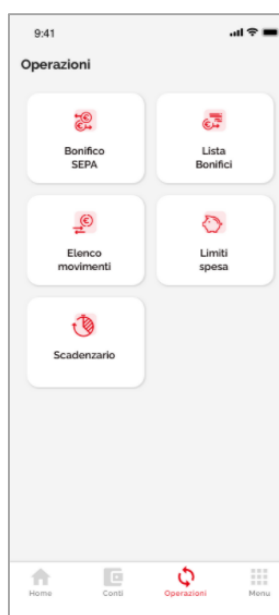 9:41
Operazioni
Bonifico
SEPA
Lista
Bonifici
Elenco
movimenti
Limiti
spesa
Scadenzario
Home
Conti
Operazioni
Menu